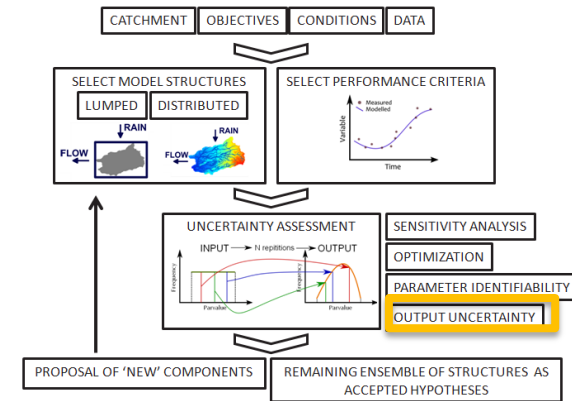 CATCHMENT OBJECTIVES CONDITIONS DATA
SELECT MODEL STRUCTURES
LUMPED DISTRIBUTED
RAIN
FLOW
RAIN
FLOW
SELECT PERFORMANCE CRITERIA
Measured
Modelled
Variable
Time
UNCERTAINTY ASSESSMENT
INPUT N repititions OUTPUT
Frequency
Parvalue
Frequency
Parvalue
SENSITIVITY ANALYSIS
OPTIMIZATION
PARAMETER IDENTIFIABILITY
OUTPUT UNCERTAINTY
PROPOSAL OF ‘NEW’ COMPONENTS
REMAINING ENSEMBLE OF STRUCTURES AS
ACCEPTED HYPOTHESES